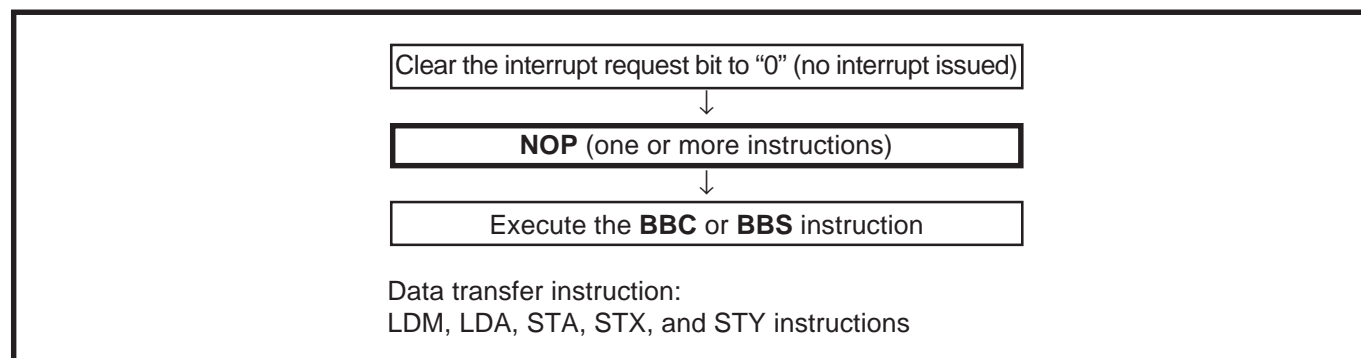 Clear the interrupt request bit to “0” (no interrupt issued)
↓
NOP (one or more instructions)
↓
Execute the BBC or BBS instruction
Data transfer instruction:
LDM, LDA, STA, STX, and STY instructions